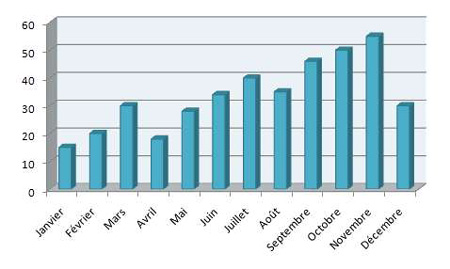 60
50
40
30
20
10
0
Janvier
Février
Mars
Avril
Mai
Juin
Juillet
Août
Septembre
Octobre
Novembre
Décembre